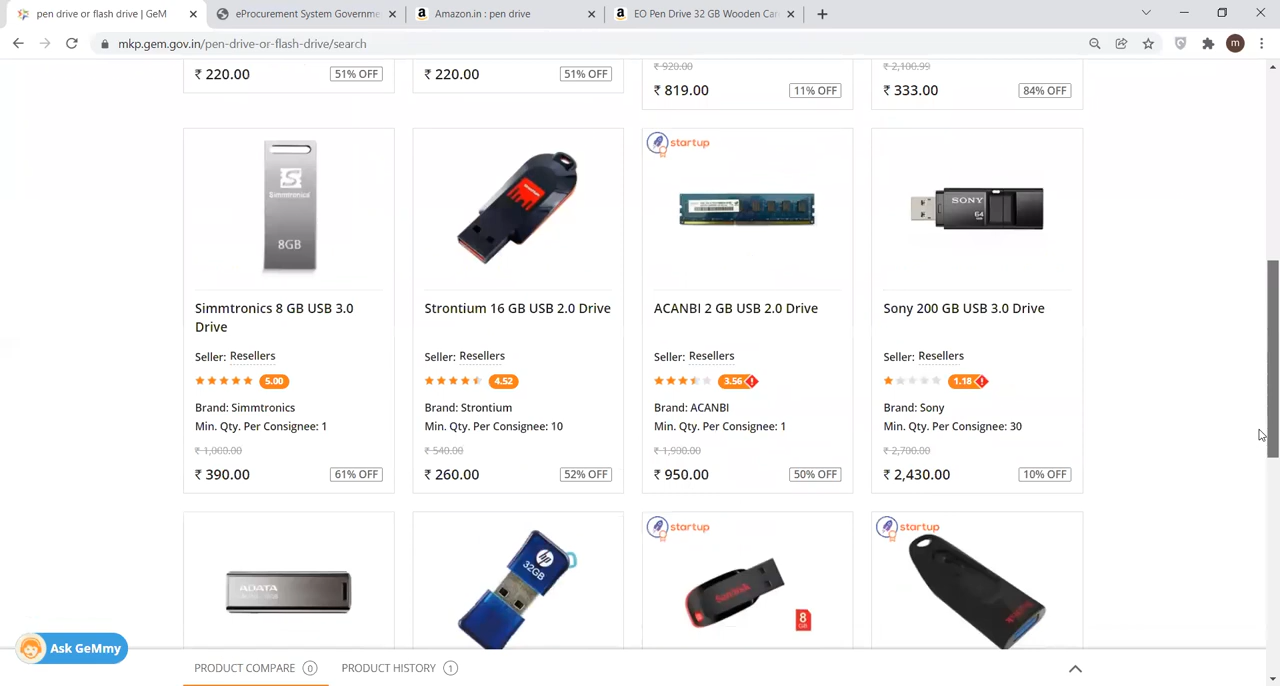 pen drive or flash drive | GeM
eProcurement System Governme
Amazon.in : pen drive
EO Pen Drive 32 GB Wooden Car
mkp.gem.gov.in/pen-drive-or-flash-drive/search
m
₹ 220.00 51% OFF
₹ 220.00 51% OFF
₹ 920.00
₹ 819.00 11% OFF
₹ 2,100.99
₹ 333.00 84% OFF
Simmtronics
8GB
Simmtronics 8 GB USB 3.0
Drive
Seller: Resellers
5.00
Brand: Simmtronics
Min. Qty. Per Consignee: 1
₹ 1,000.00
₹ 390.00 61% OFF
Strontium 16 GB USB 2.0 Drive
Seller: Resellers
4.52
Brand: Strontium
Min. Qty. Per Consignee: 10
₹ 540.00
₹ 260.00 52% OFF
startup
ACANBI 2 GB USB 2.0 Drive
Seller: Resellers
3.56
Brand: ACANBI
Min. Qty. Per Consignee: 1
₹ 1,900.00
₹ 950.00 50% OFF
SONY
64
Sony 200 GB USB 3.0 Drive
Seller: Resellers
1.18
Brand: Sony
Min. Qty. Per Consignee: 30
₹ 2,700.00
₹ 2,430.00 10% OFF
ADATA
hp
32GB
startup
SanDisk
8
GB
startup
Ask GeMmy
PRODUCT COMPARE 0 PRODUCT HISTORY 1